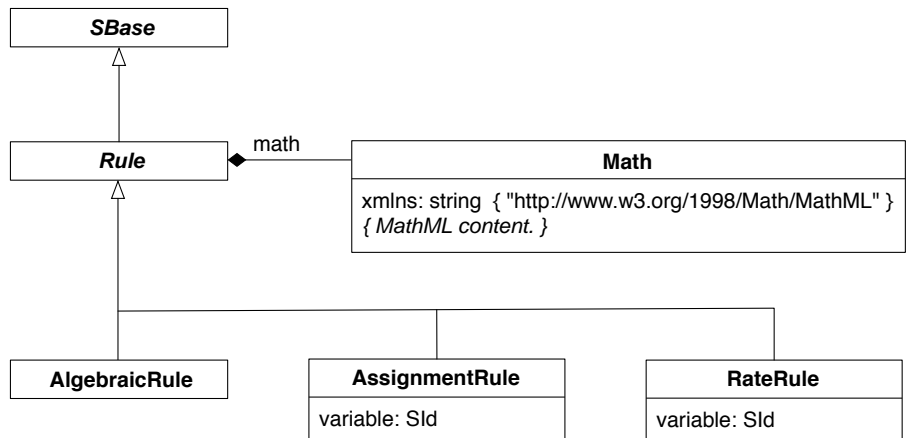 SBase
Rule
math
Math
xmlns: string { "http://www.w3.org/1998/Math/MathML" }
{ MathML content. }
AlgebraicRule
AssignmentRule
variable: SId
RateRule
variable: SId